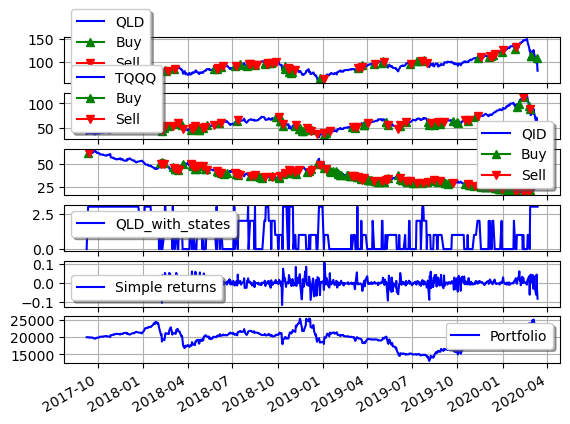 QLD
Buy
Sell
150
100
TQQQ
Buy
Sell
100
50
QID
Buy
Sell
50
25
QLD_with_states
2.5
0.0
Simple returns
0.1
0.0
−0.1
Portfolio
25000
20000
15000
2017-10 2018-01 2018-04 2018-07 2018-10 2019-01 2019-04 2019-07 2019-10 2020-01 2020-04